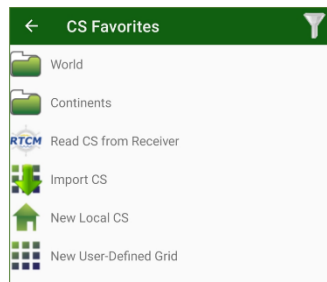 CS Favorites
World
Continents
RTCM Read CS from Receiver
Import CS
New Local CS
New User-Defined Grid